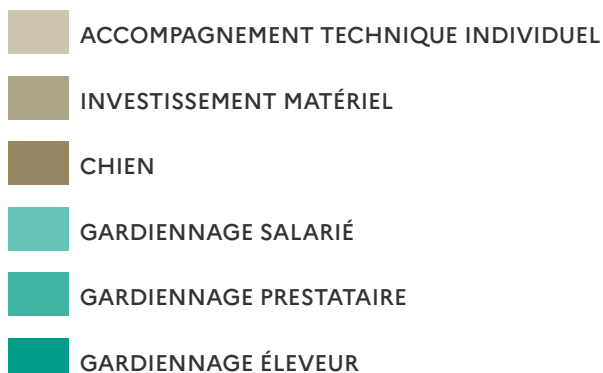 ACCOMPAGNEMENT TECHNIQUE INDIVIDUEL
INVESTISSEMENT MATÉRIEL
CHIEN
GARDIENNAGE SALARIÉ
GARDIENNAGE PRESTATAIRE
GARDIENNAGE ÉLEVEUR